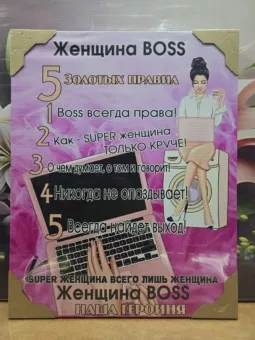 Женщина BOSS
5 ЗОЛОТЫХ ПРАВИЛ
1 Boss всегда права!
2 Как - SUPER женщина
ТОЛЬКО КРУЧЕ!
3 О чем думает, о том и говорит!
4 Никогда не опаздывает!
5 Всегда найдет выход!
SUPER ЖЕНЩИНА ВСЕГО ЛИШЬ ЖЕНЩИНА
Женщина BOSS
НАША ГЕРОИНЯ